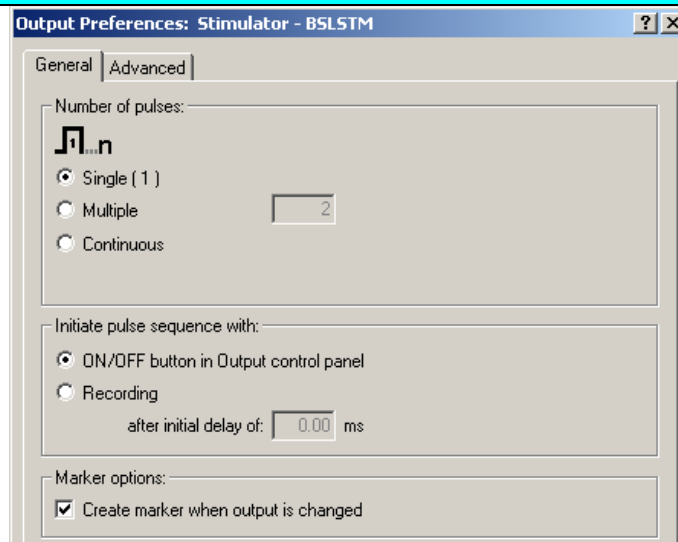 Output Preferences: Stimulator - BSLSTM
General Advanced
Number of pulses:
1...n
Single ( 1 )
Multiple 2
Continuous
Initiate pulse sequence with:
ON/OFF button in Output control panel
Recording
after initial delay of: 0.00 ms
Marker options:
Create marker when output is changed